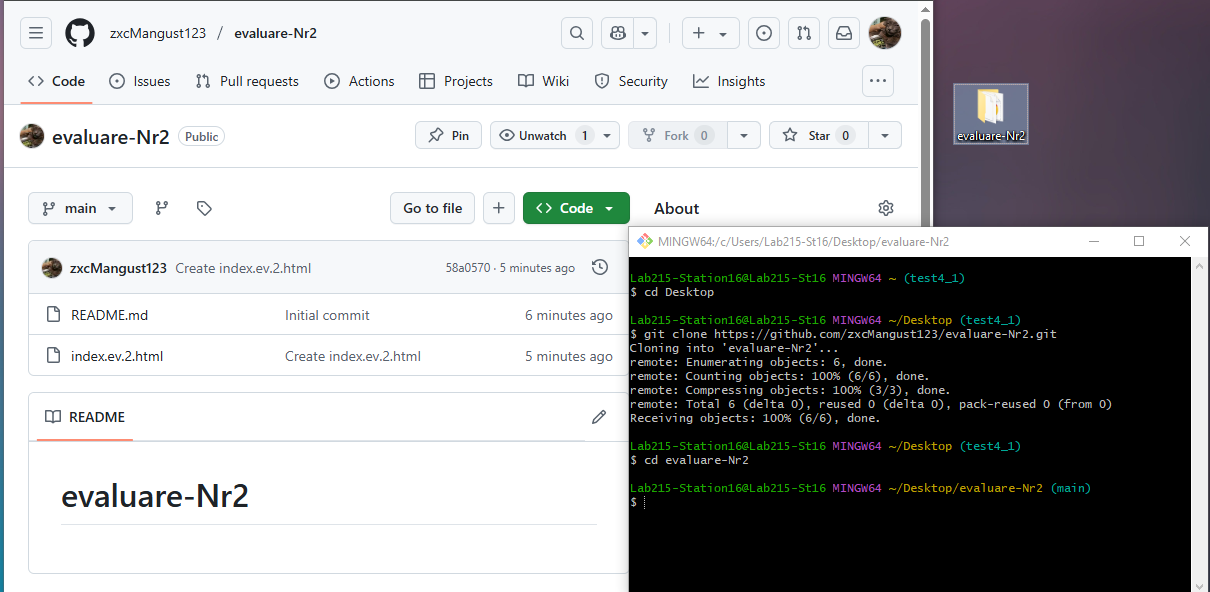 zxcMangust123 / evaluare-Nr2
Code Issues Pull requests Actions Projects Wiki Security Insights
evaluare-Nr2 Public Pin Unwatch 1 Fork 0 Star 0
main Go to file Code About
zxcMangust123 Create index.ev.2.html 58a0570 · 5 minutes ago
README.md Initial commit 6 minutes ago
index.ev.2.html Create index.ev.2.html 5 minutes ago
README
evaluare-Nr2
evaluare-Nr2
MINGW64:/c/Users/Lab215-St16/Desktop/evaluare-Nr2
Lab215-Station16@Lab215-St16 MINGW64 ~ (test4_1)
$ cd Desktop
Lab215-Station16@Lab215-St16 MINGW64 ~/Desktop (test4_1)
$ git clone https://github.com/zxcMangust123/evaluare-Nr2.git
Cloning into 'evaluare-Nr2'...
remote: Enumerating objects: 6, done.
remote: Counting objects: 100% (6/6), done.
remote: Compressing objects: 100% (3/3), done.
remote: Total 6 (delta 0), reused 0 (delta 0), pack-reused 0 (from 0)
Receiving objects: 100% (6/6), done.
Lab215-Station16@Lab215-St16 MINGW64 ~/Desktop (test4_1)
$ cd evaluare-Nr2
Lab215-Station16@Lab215-St16 MINGW64 ~/Desktop/evaluare-Nr2 (main)
$